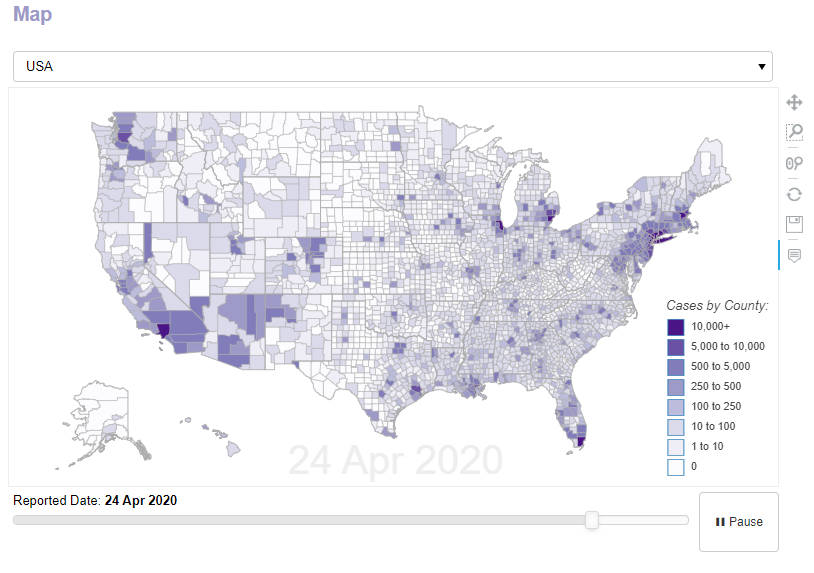 Map
USA
24 Apr 2020
Cases by County:
10,000+
5,000 to 10,000
500 to 5,000
250 to 500
100 to 250
10 to 100
1 to 10
0
Reported Date: 24 Apr 2020
Pause